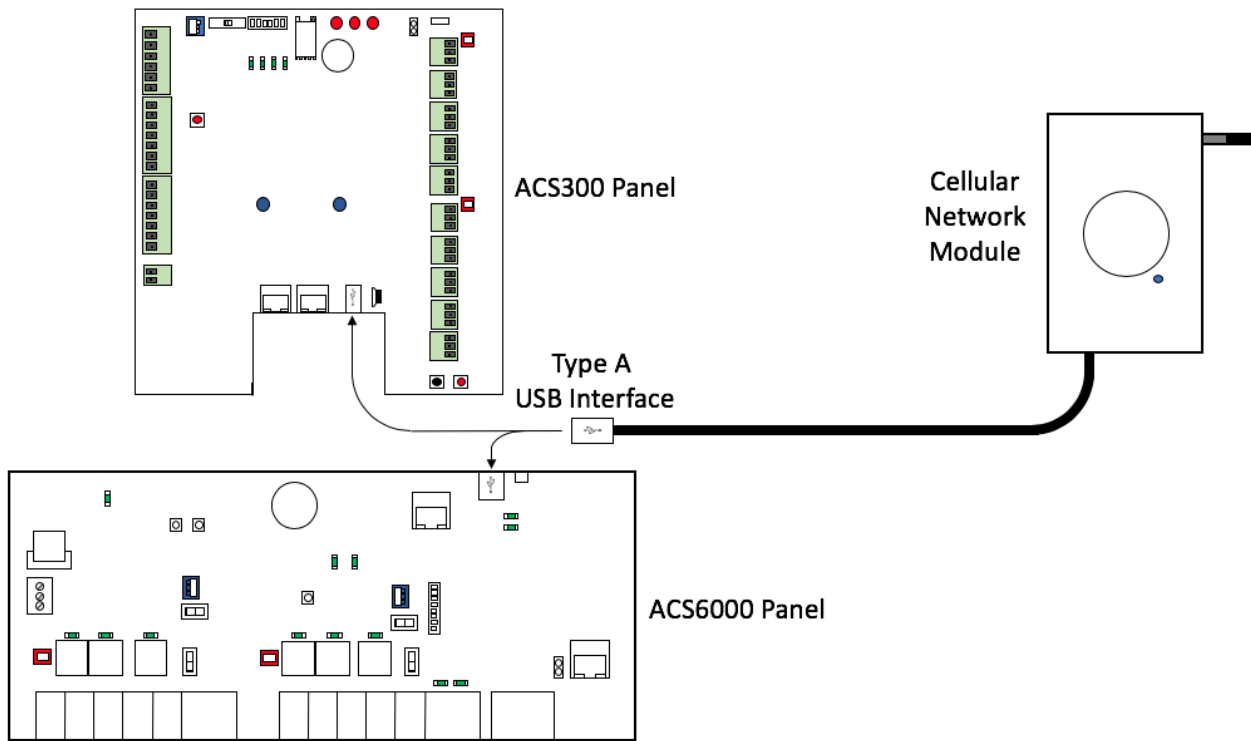 ACS300 Panel
Cellular
Network
Module
Type A
USB Interface
ACS6000 Panel